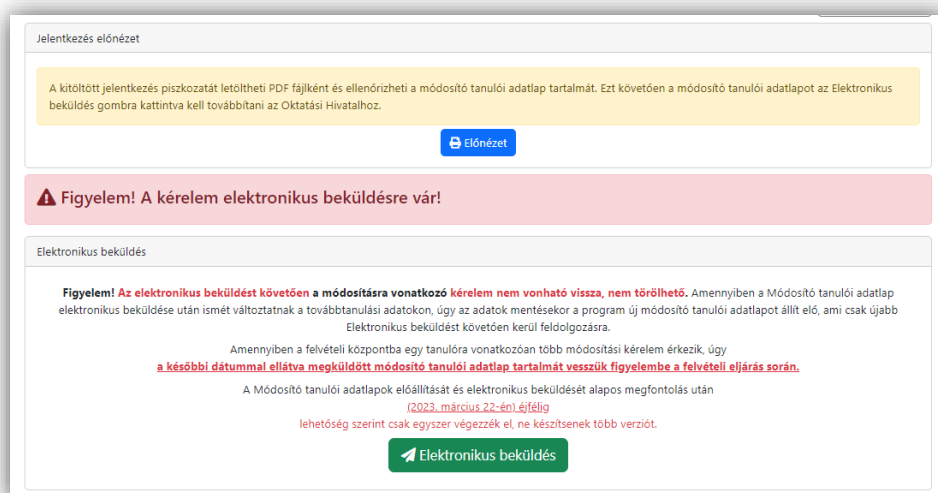 Jelentkezés előnézet
A kitöltött jelentkezés piszkozatát letöltheti PDF fájlként és ellenőrizheti a módosító tanulói adatlap tartalmát. Ezt követően a módosító tanulói adatlapot az Elektronikus
beküldés gombra kattintva kell továbbítani az Oktatási Hivatalhoz.
Előnézet
Figyelem! A kérelem elektronikus beküldésre vár!
Elektronikus beküldés
Figyelem! Az elektronikus beküldést követően a módosításra vonatkozó kérelem nem vonható vissza, nem törölhető. Amennyiben a Módosító tanulói adatlap
elektronikus beküldése után ismét változtatnak a továbbtanulási adatokon, úgy az adatok mentésekor a program új módosító tanulói adatlapot állít elő, ami csak újabb
Elektronikus beküldést követően kerül feldolgozásra.
Amennyiben a felvételi központba egy tanulóra vonatkozóan több módosítási kérelem érkezik, úgy
a későbbi dátummal ellátva megküldött módosító tanulói adatlap tartalmát vesszük figyelembe a felvételi eljárás során.
A Módosító tanulói adatlapok előállítását és elektronikus beküldését alapos megfontolás után
(2023. március 22-én) éjfélig
lehetőség szerint csak egyszer végezzék el, ne készítsenek több verziót.
Elektronikus beküldés